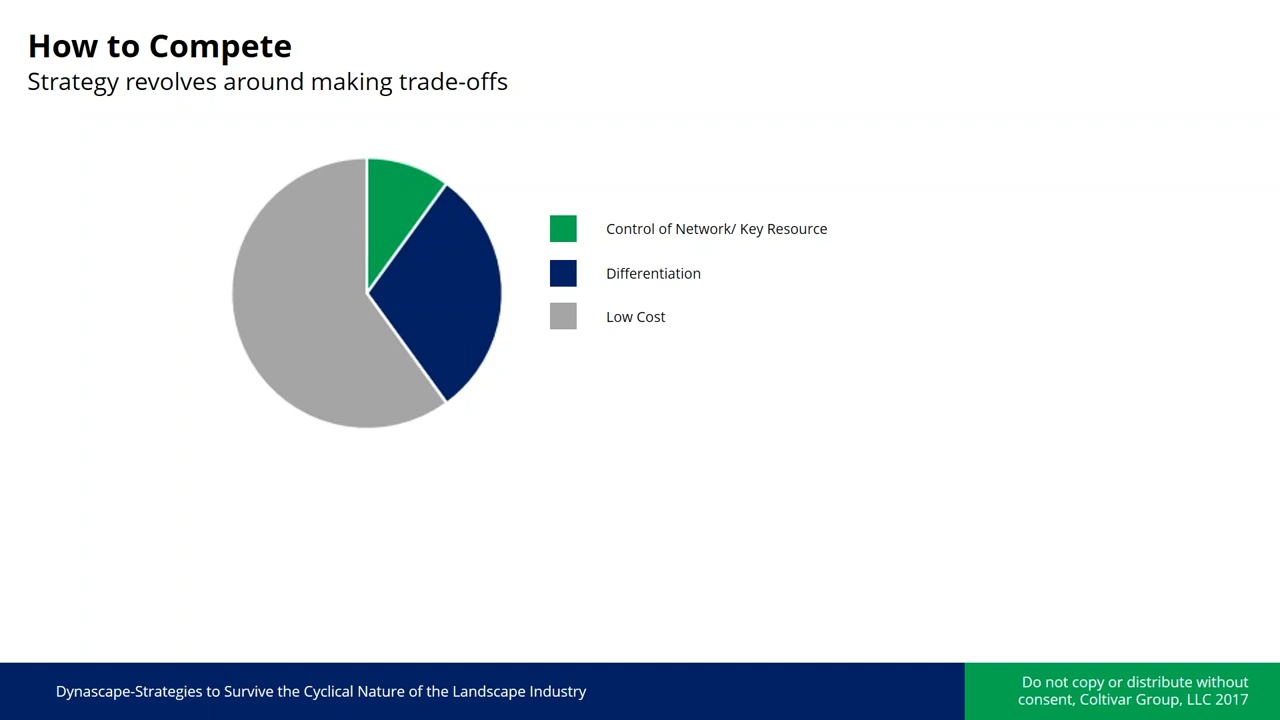 How to Compete
Strategy revolves around making trade-offs
Control of Network/ Key Resource
Differentiation
Low Cost
Dynascape-Strategies to Survive the Cyclical Nature of the Landscape Industry
Do not copy or distribute without
consent, Coltivar Group, LLC 2017